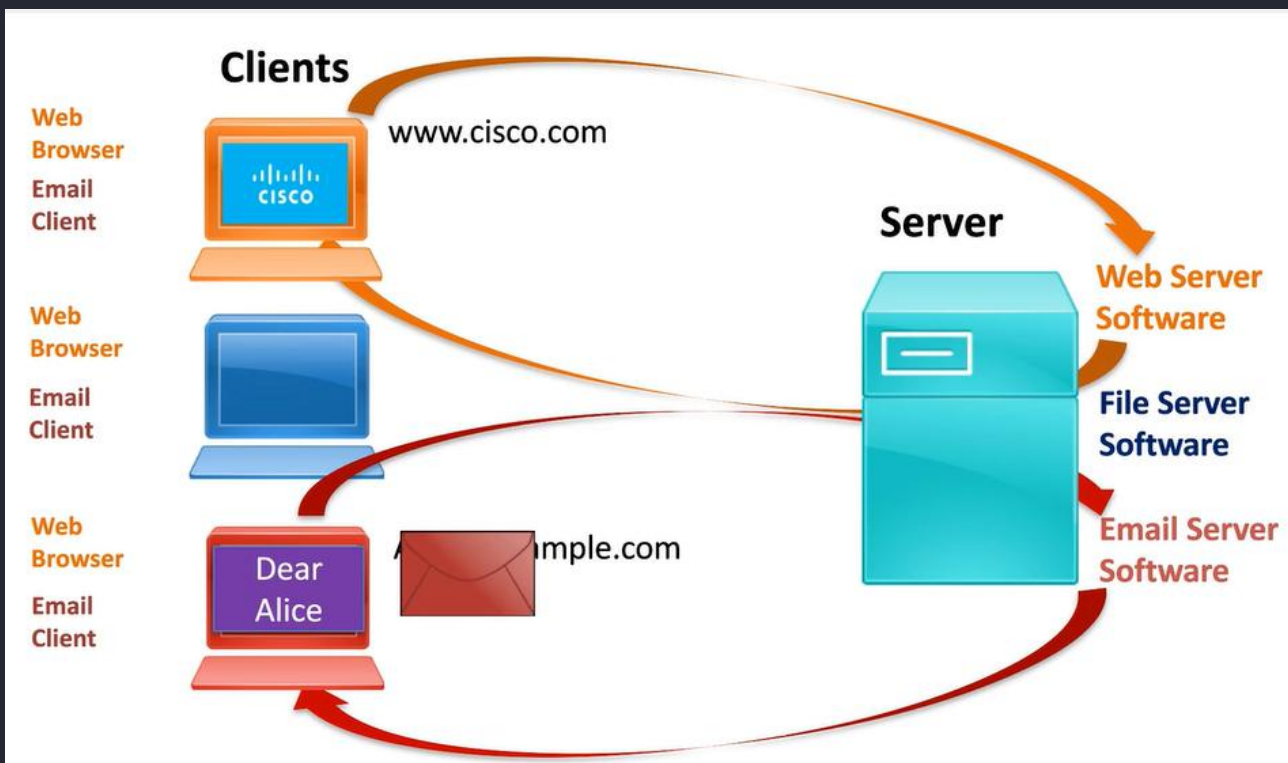 Clients
Web
Browser
Email
Client
CISCO
www.cisco.com
Server
Web Server
Software
Web
Browser
Email
Client
File Server
Software
Web
Browser
Email
Client
Dear
Alice
mple.com
Email Server
Software